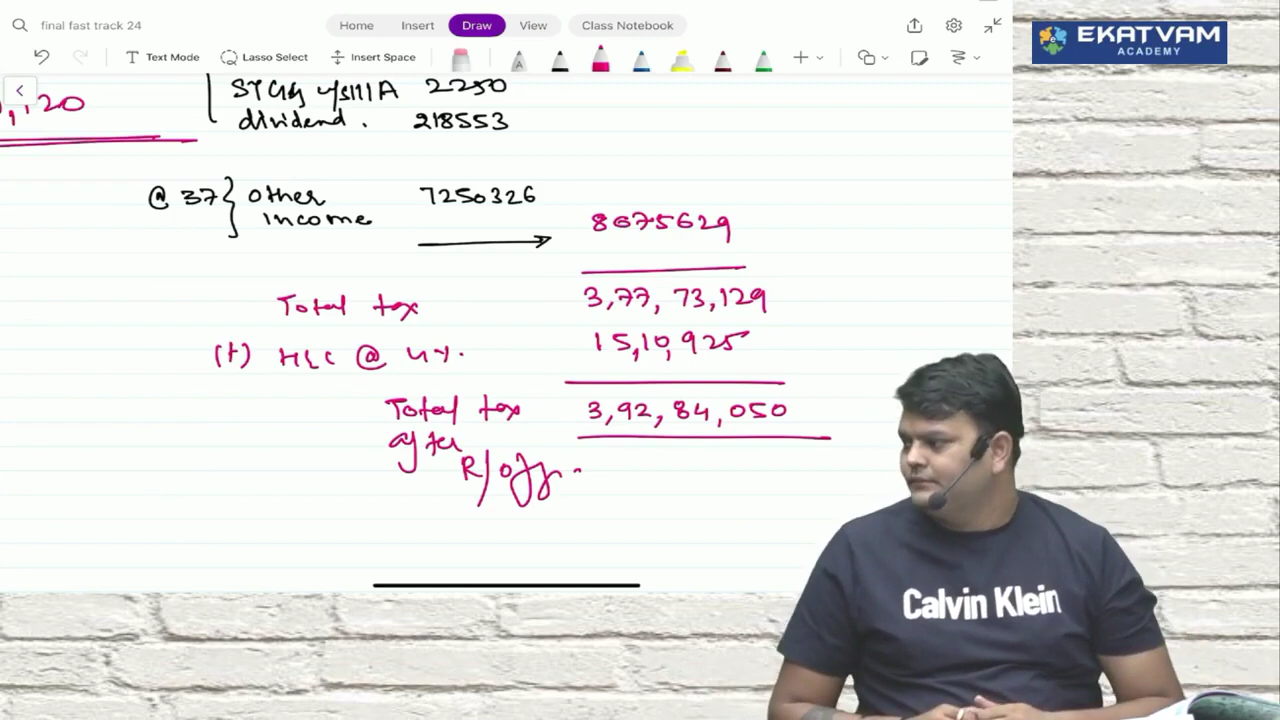 final fast track 24
Home Insert Draw View Class Notebook
EKATVAM
ACADEMY
Text Mode Lasso Select Insert Space
,120
STCG u/s 111A 2250
dividend. 218553
@ 37 } Other income 7250326
8675629
Total tax 3,77,73,129
(+) HEC @ 4%. 15,10,925
Total tax 3,92,84,050
after
R/off.
Calvin Klein